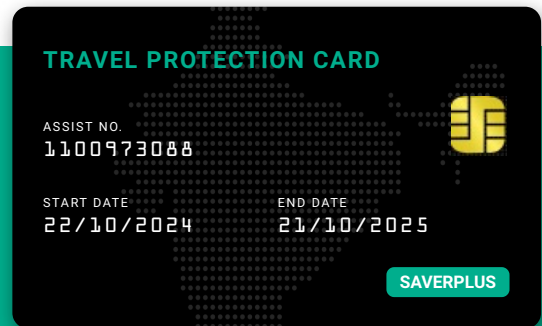 TRAVEL PROTECTION CARD
ASSIST NO.
1100973088
START DATE
22/10/2024
END DATE
21/10/2025
SAVERPLUS